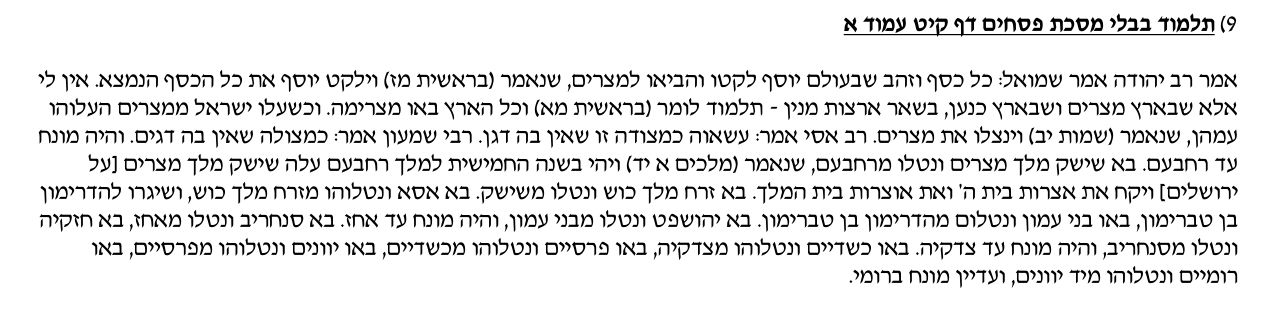 9) תלמוד בבלי מסכת פסחים דף קיט עמוד א
אמר רב יהודה אמר שמואל: כל כסף וזהב שבעולם יוסף לקטו והביאו למצרים, שנאמר (בראשית מז) וילקט יוסף את כל הכסף הנמצא. אין לי
אלא שבארץ מצרים ושבארץ כנען, בשאר ארצות מנין - תלמוד לומר (בראשית מא) וכל הארץ באו מצרימה. וכשעלו ישראל ממצרים העלוהו
עמהן, שנאמר (שמות יב) וינצלו את מצרים. רב אסי אמר: עשאוה כמצודה זו שאין בה דגן. רבי שמעון אמר: כמצולה שאין בה דגים. והיה מונח
עד רחבעם. בא שישק מלך מצרים ונטלו מרחבעם, שנאמר (מלכים א יד) ויהי בשנה החמישית למלך רחבעם עלה שישק מלך מצרים [על
ירושלים] ויקח את אצרות בית ה' ואת אוצרות בית המלך. בא זרח מלך כוש ונטלו משישק. בא אסא ונטלוהו מזרח מלך כוש, ושיגרו להדרימון
בן טברימון, באו בני עמון ונטלום מהדרימון בן טברימון. בא יהושפט ונטלו מבני עמון, והיה מונח עד אחז. בא סנחריב ונטלו מאחז, בא חזקיה
ונטלו מסנחריב, והיה מונח עד צדקיה. באו כשדיים ונטלוהו מצדקיה, באו פרסיים ונטלוהו מכשדיים, באו יוונים ונטלוהו מפרסיים, באו
רומיים ונטלוהו מיד יוונים, ועדיין מונח ברומי.